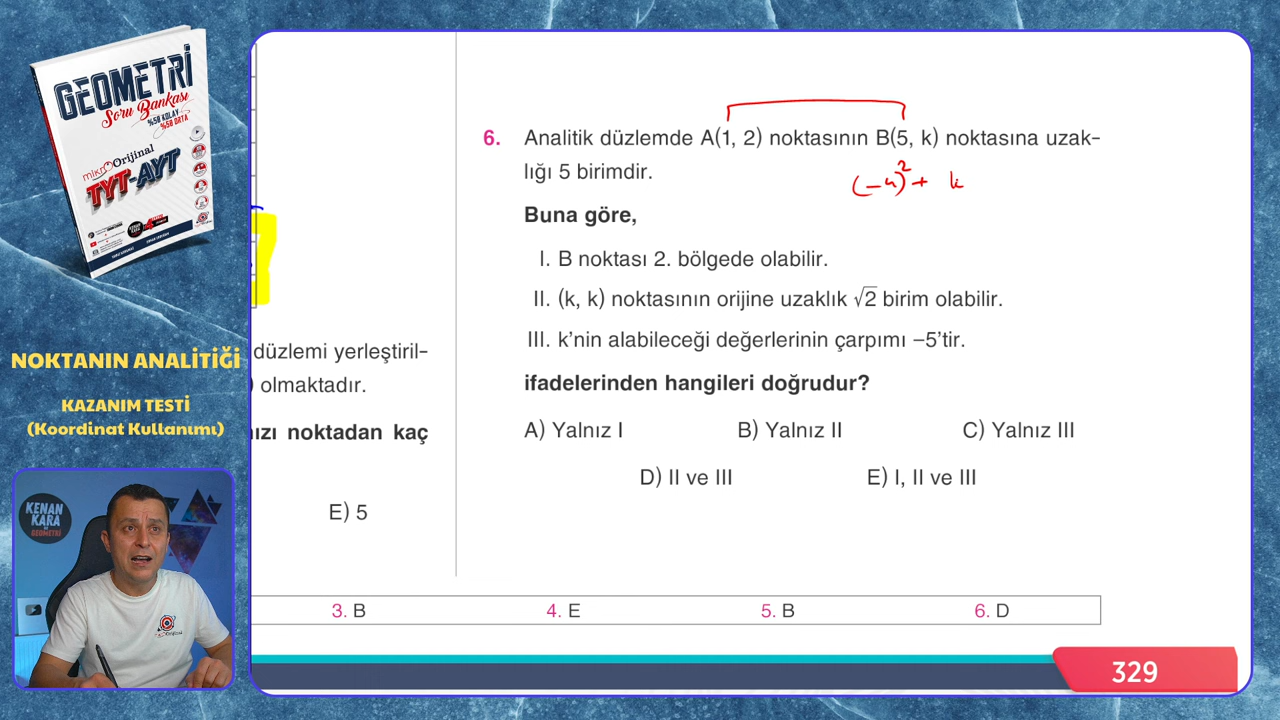 GEOMETRİ
Soru Bankası
%50 KOLAY
%50 ORTA
mikro Orijinal
TYT-AYT
NOKTANIN ANALİTİĞİ
KAZANIM TESTİ
(Koordinat Kullanımı)
KENAN
KARA
GEOMETRİ
düzlemi yerleştiril-
) olmaktadır.
ızı noktadan kaç
E) 5
6. Analitik düzlemde A(1, 2) noktasının B(5, k) noktasına uzak-
lığı 5 birimdir.
(-4)² + k
Buna göre,
I. B noktası 2. bölgede olabilir.
II. (k, k) noktasının orijine uzaklık √2 birim olabilir.
III. k’nin alabileceği değerlerinin çarpımı –5’tir.
ifadelerinden hangileri doğrudur?
A) Yalnız I B) Yalnız II C) Yalnız III
D) II ve III E) I, II ve III
3. B 4. E 5. B 6. D
329